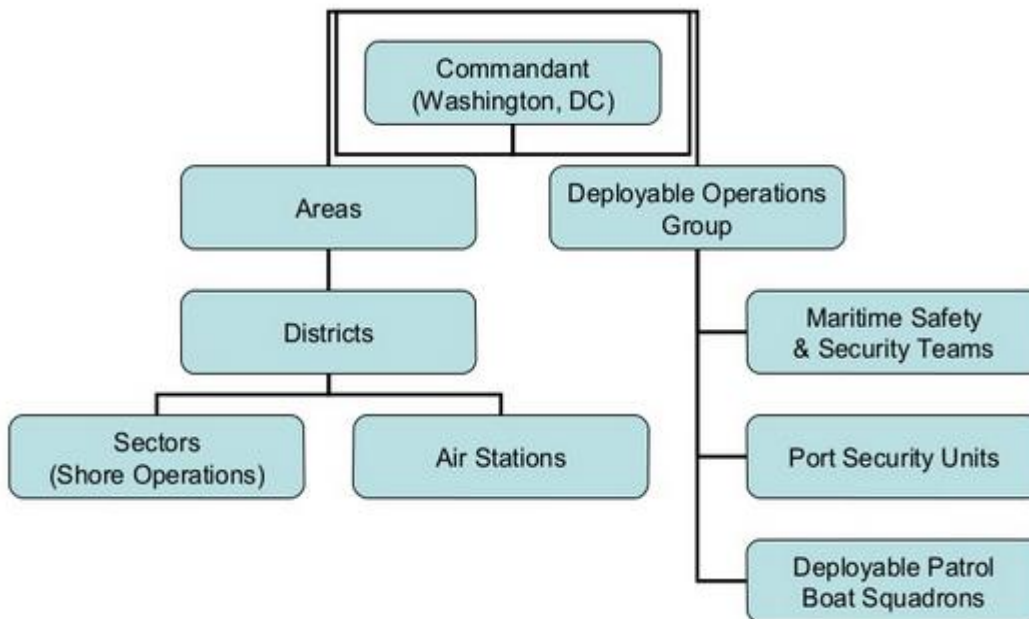 Commandant
(Washington, DC)
Areas
Deployable Operations
Group
Districts
Maritime Safety
& Security Teams
Sectors
(Shore Operations)
Air Stations
Port Security Units
Deployable Patrol
Boat Squadrons